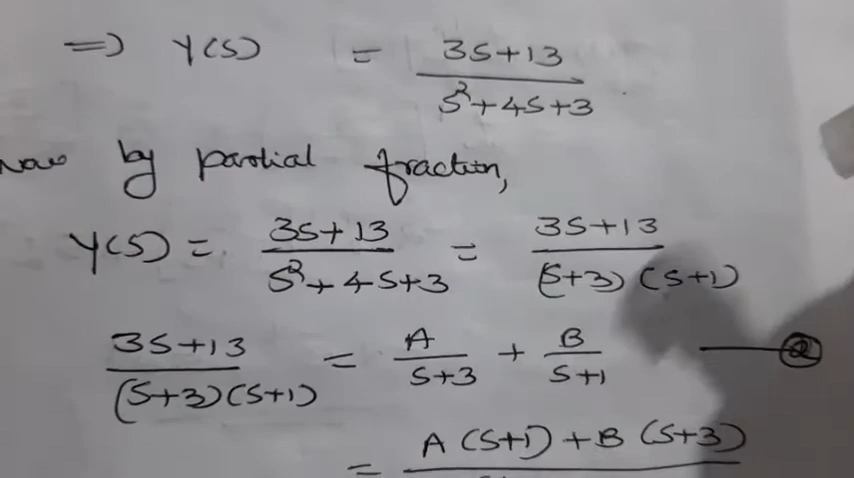 => Y(S) = 3S+13 / S²+4S+3
Now by partial fraction,
Y(S) = 3S+13 / S²+4S+3 = 3S+13 / (S+3)(S+1)
3S+13 / (S+3)(S+1) = A / S+3 + B / S+1 — ②
= A(S+1)+B(S+3)